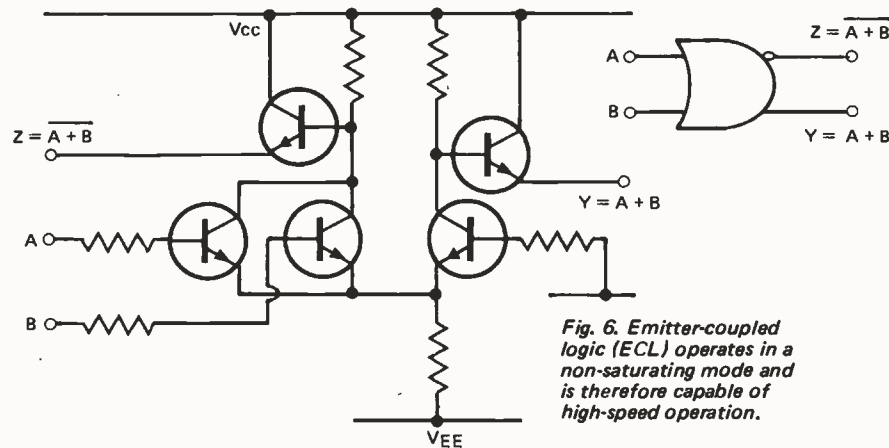 Vcc
Z = A + B
A
B
Y = A + B
VEE
A
B
Z = A + B
Y = A + B
Fig. 6. Emitter-coupled
logic (ECL) operates in a
non-saturating mode and
is therefore capable of
high-speed operation.